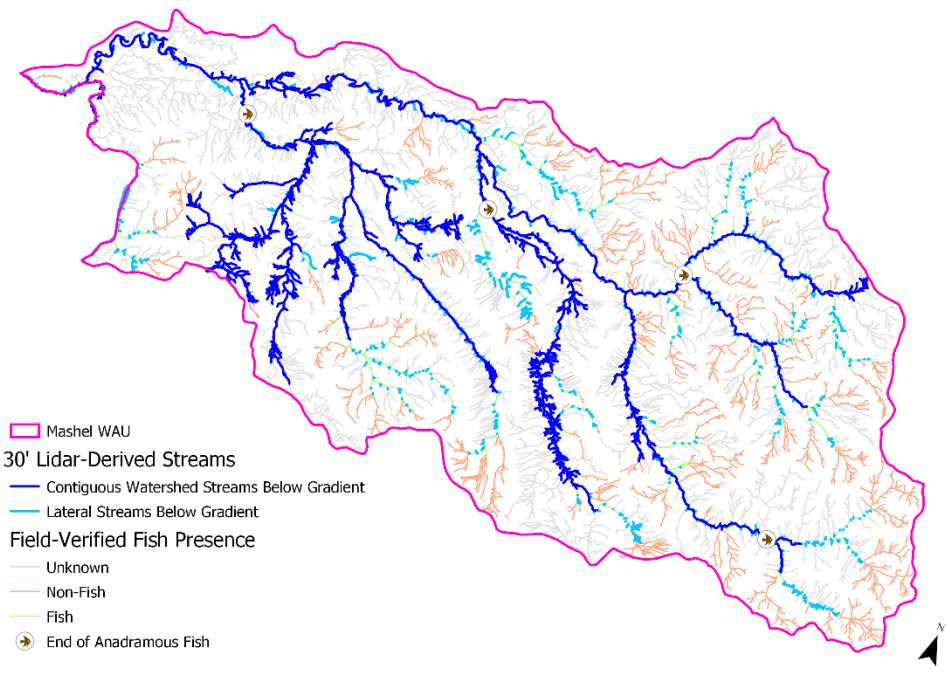 Mashel WAU
30' Lidar-Derived Streams
Contiguous Watershed Streams Below Gradient
Lateral Streams Below Gradient
Field-Verified Fish Presence
Unknown
Non-Fish
Fish
End of Anadramous Fish
N